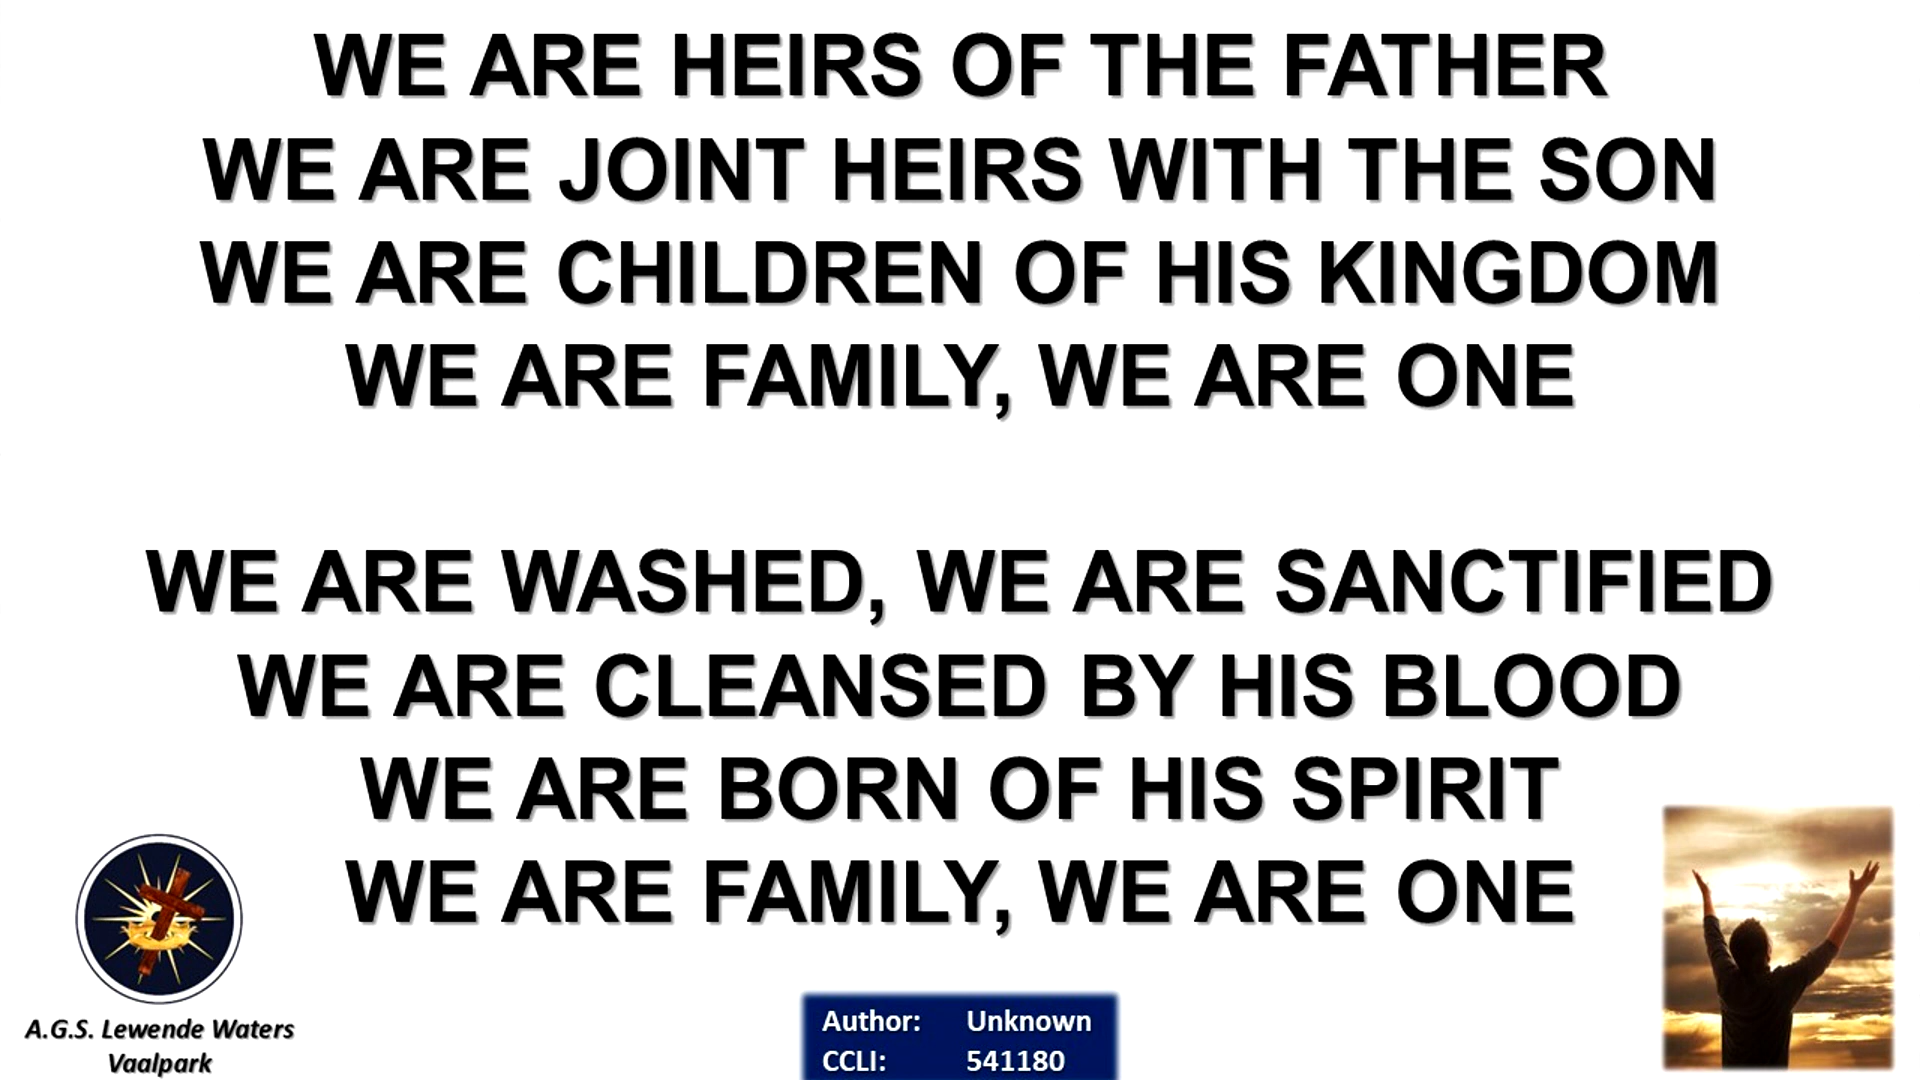 WE ARE HEIRS OF THE FATHER
WE ARE JOINT HEIRS WITH THE SON
WE ARE CHILDREN OF HIS KINGDOM
WE ARE FAMILY, WE ARE ONE
WE ARE WASHED, WE ARE SANCTIFIED
WE ARE CLEANSED BY HIS BLOOD
WE ARE BORN OF HIS SPIRIT
WE ARE FAMILY, WE ARE ONE
A.G.S. Lewende Waters
Vaalpark
Author: Unknown
CCLI: 541180